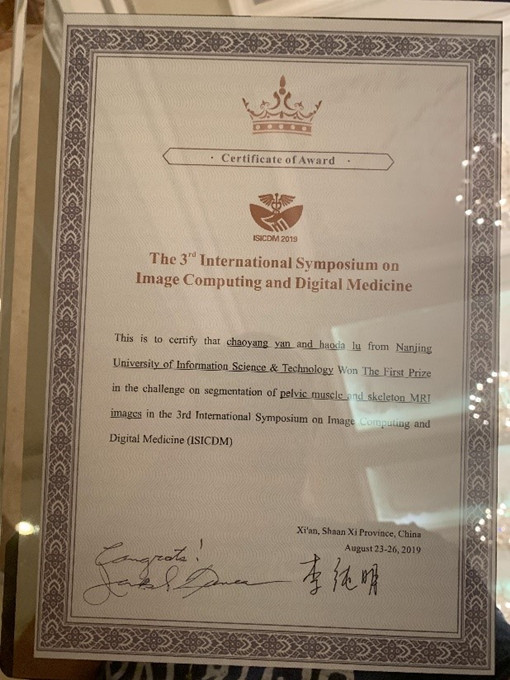 · Certificate of Award ·
ISICDM 2019
The 3rd International Symposium on
Image Computing and Digital Medicine
This is to certify that chaoyang yan and haoda lu from Nanjing
University of Information Science & Technology Won The First Prize
in the challenge on segmentation of pelvic muscle and skeleton MRI
images in the 3rd International Symposium on Image Computing and
Digital Medicine (ISICDM)
Xi'an, Shaan Xi Province, China
August 23-26, 2019
Congrats!
李纯明